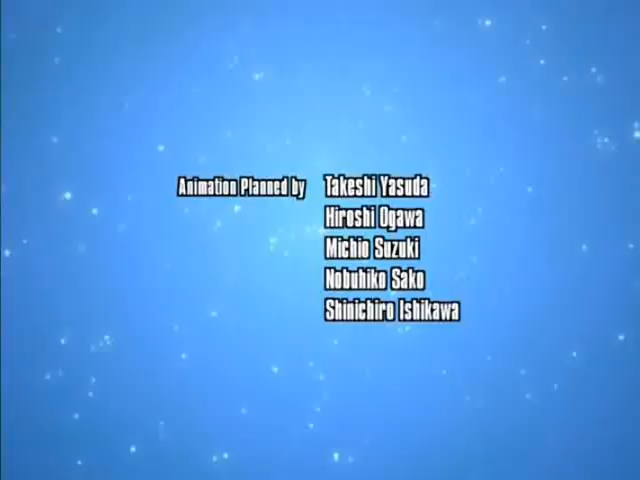 Animation Planned by Takeshi Yasuda
Hiroshi Ogawa
Michio Suzuki
Nobuhiko Sako
Shinichiro Ishikawa